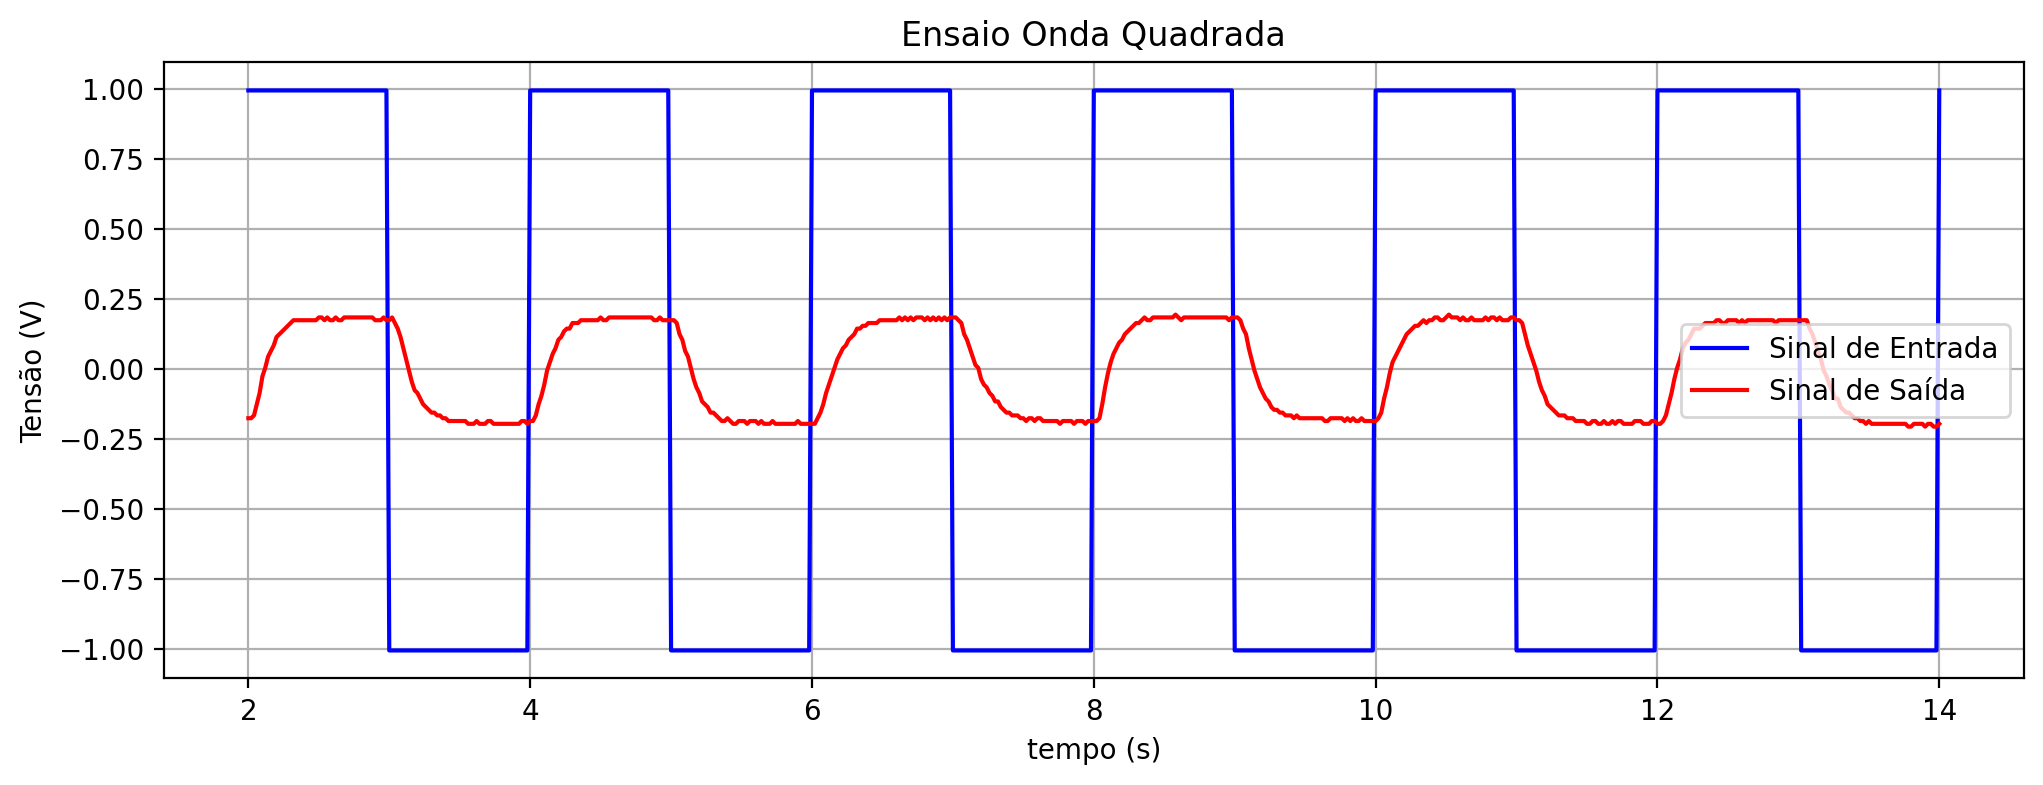 Ensaio Onda Quadrada
Tensão (V)
1.00
0.75
0.50
0.25
0.00
−0.25
−0.50
−0.75
−1.00
Sinal de Entrada
Sinal de Saída
2 4 6 8 10 12 14
tempo (s)